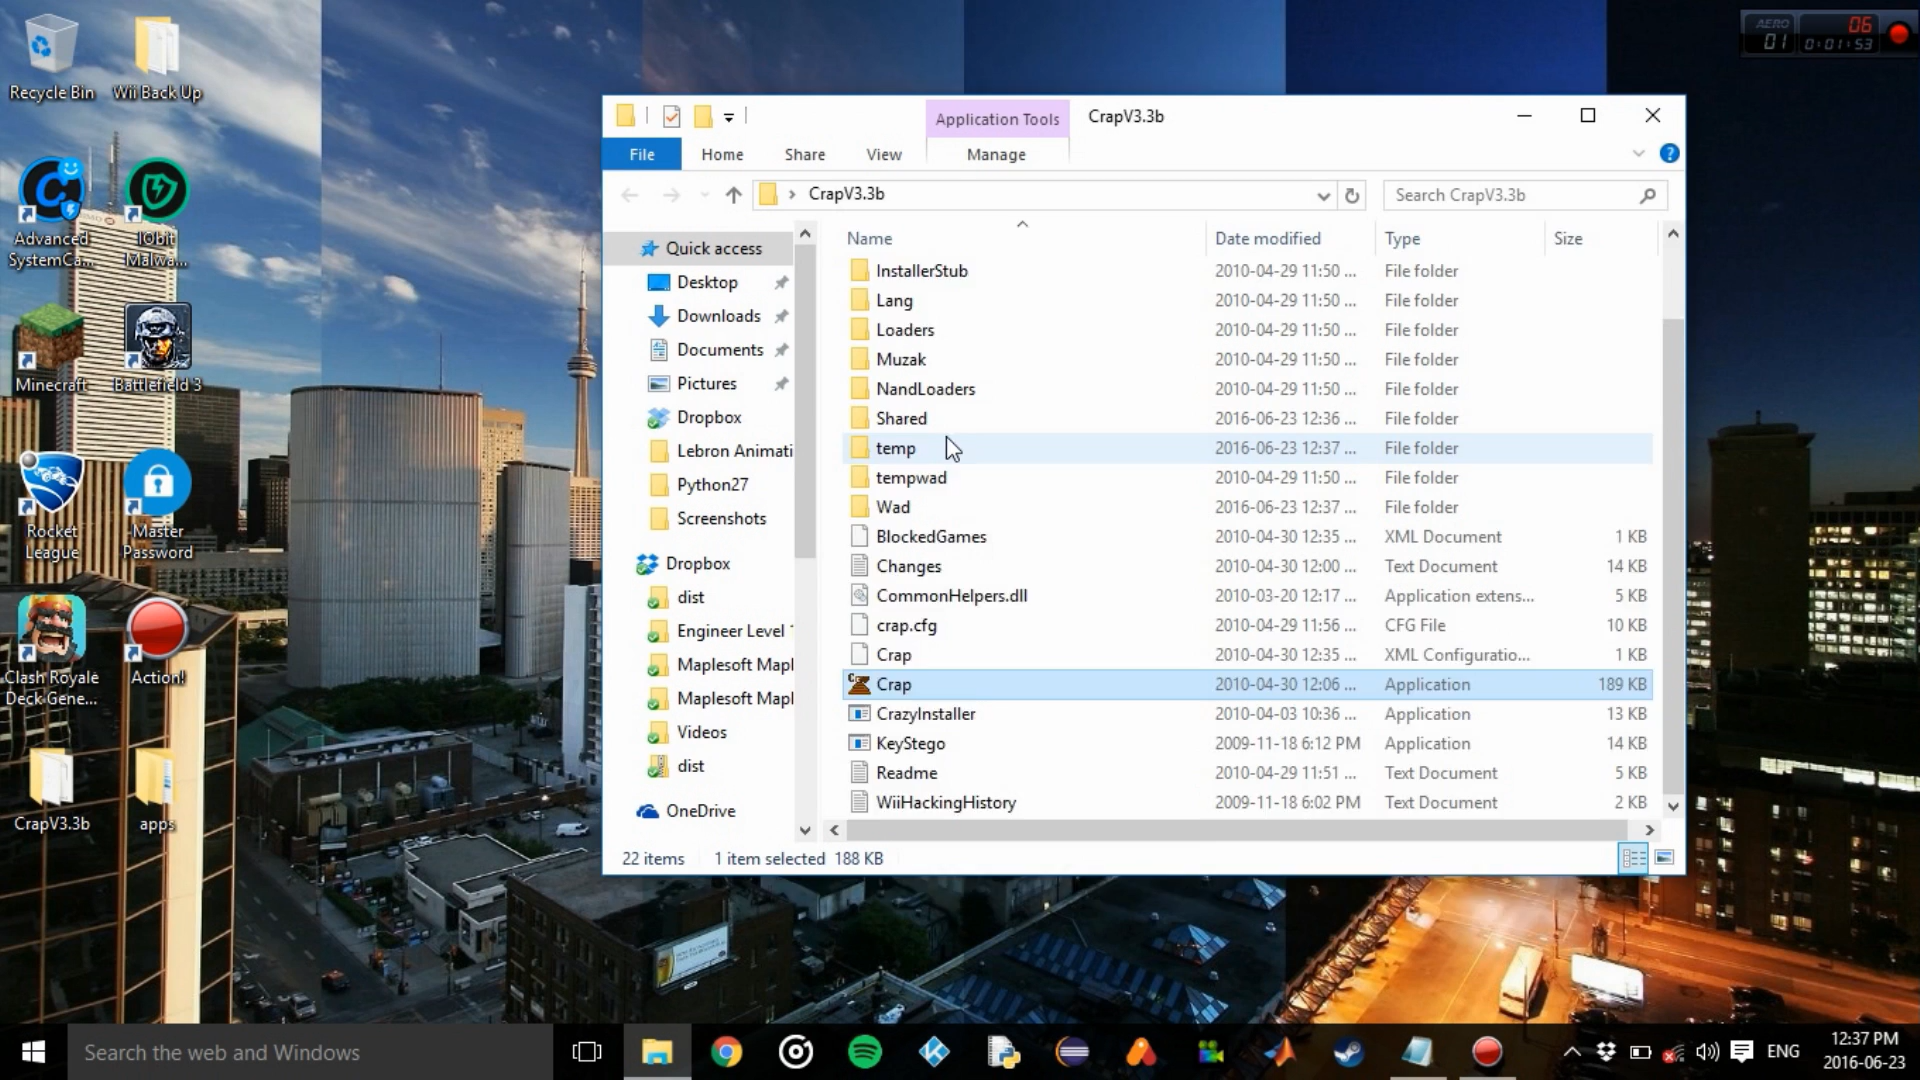 Recycle Bin
Wii Back Up
Advanced
SystemCa...
IObit
Malwa...
Minecraft
Battlefield 3
Rocket
League
Master
Password
Clash Royale
Deck Gene...
Action!
CrapV3.3b
apps
AERO
01
06
0:01:53
Application Tools
CrapV3.3b
File
Home
Share
View
Manage
CrapV3.3b
Search CrapV3.3b
Quick access
Desktop
Downloads
Documents
Pictures
Dropbox
Lebron Animati
Python27
Screenshots
Dropbox
dist
Engineer Level
Maplesoft Mapl
Maplesoft Mapl
Videos
dist
OneDrive
Name Date modified Type Size
InstallerStub 2010-04-29 11:50 ... File folder
Lang 2010-04-29 11:50 ... File folder
Loaders 2010-04-29 11:50 ... File folder
Muzak 2010-04-29 11:50 ... File folder
NandLoaders 2010-04-29 11:50 ... File folder
Shared 2016-06-23 12:36 ... File folder
temp 2016-06-23 12:37 ... File folder
tempwad 2010-04-29 11:50 ... File folder
Wad 2016-06-23 12:37 ... File folder
BlockedGames 2010-04-30 12:35 ... XML Document 1 KB
Changes 2010-04-30 12:00 ... Text Document 14 KB
CommonHelpers.dll 2010-03-20 12:17 ... Application extens... 5 KB
crap.cfg 2010-04-29 11:56 ... CFG File 10 KB
Crap 2010-04-30 12:35 ... XML Configuratio... 1 KB
Crap 2010-04-30 12:06 ... Application 189 KB
CrazyInstaller 2010-04-03 10:36 ... Application 13 KB
KeyStego 2009-11-18 6:12 PM Application 14 KB
Readme 2010-04-29 11:51 ... Text Document 5 KB
WiiHackingHistory 2009-11-18 6:02 PM Text Document 2 KB
22 items 1 item selected 188 KB
Search the web and Windows
ENG
12:37 PM
2016-06-23